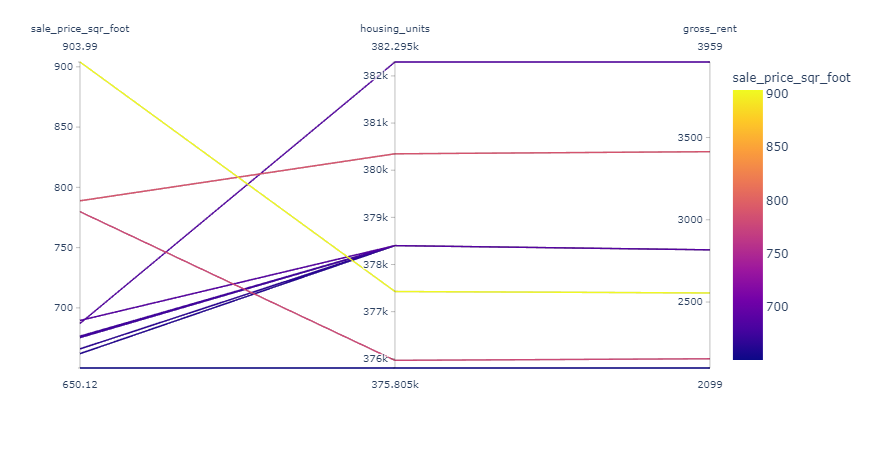 sale_price_sqr_foot
housing_units
gross_rent
903.99
382.295k
3959
900
850
800
750
700
650.12
382k
381k
380k
379k
378k
377k
376k
375.805k
3500
3000
2500
2099
sale_price_sqr_foot
900
850
800
750
700